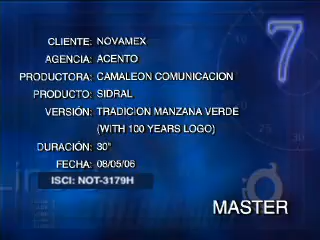 7
CLIENTE: NOVAMEX
AGENCIA: ACENTO
PRODUCTORA: CAMALEON COMUNICACION
PRODUCTO: SIDRAL
VERSIÓN: TRADICION MANZANA VERDE
(WITH 100 YEARS LOGO)
DURACIÓN: 30"
FECHA: 08/05/06
ISCI: NOT-3179H
MASTER